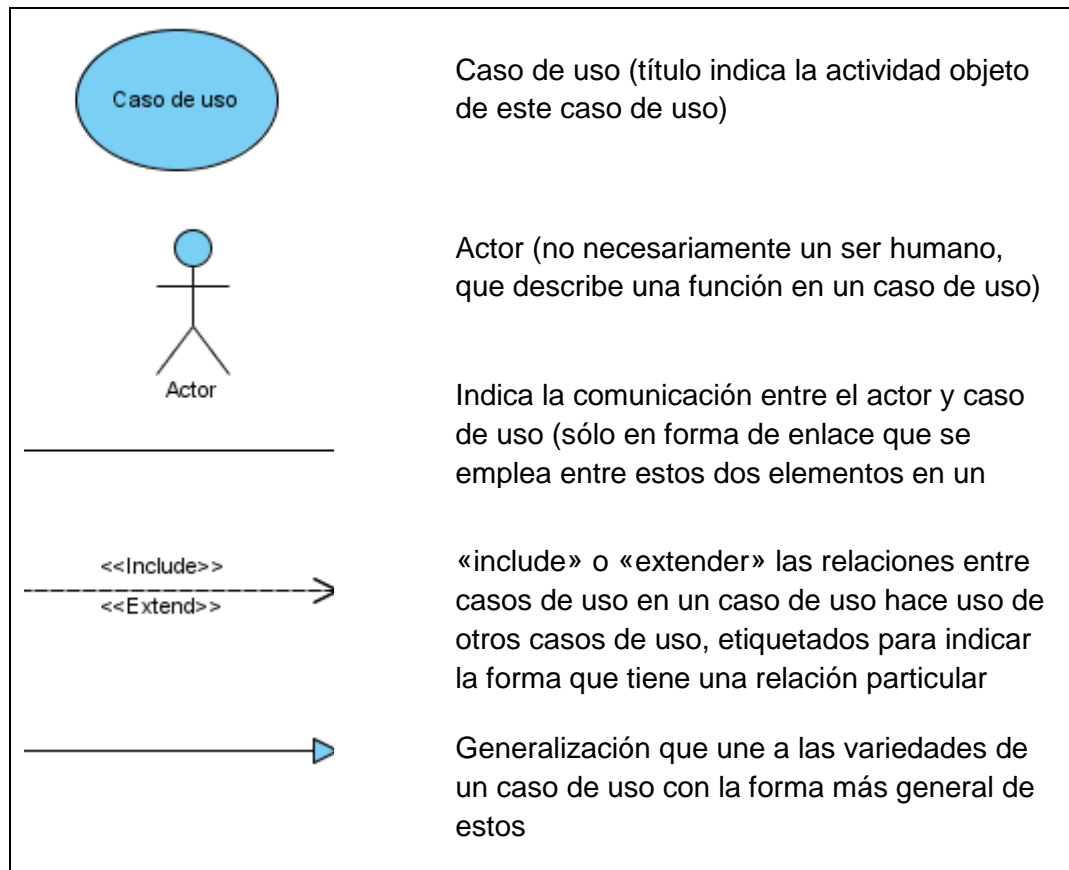 Caso de uso
Caso de uso (título indica la actividad objeto
de este caso de uso)
Actor
Actor (no necesariamente un ser humano,
que describe una función en un caso de uso)
Indica la comunicación entre el actor y caso
de uso (sólo en forma de enlace que se
emplea entre estos dos elementos en un
<<Include>>
<<Extend>>
«include» o «extender» las relaciones entre
casos de uso en un caso de uso hace uso de
otros casos de uso, etiquetados para indicar
la forma que tiene una relación particular
Generalización que une a las variedades de
un caso de uso con la forma más general de
estos